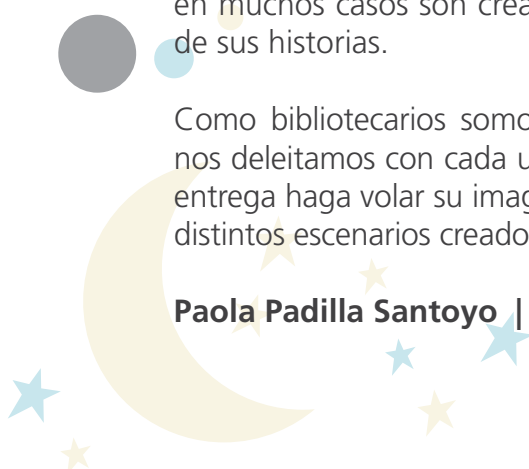 en muchos casos son crea
de sus historias.
Como bibliotecarios somo
nos deleitamos con cada u
entrega haga volar su imag
distintos escenarios creado
Paola Padilla Santoyo |